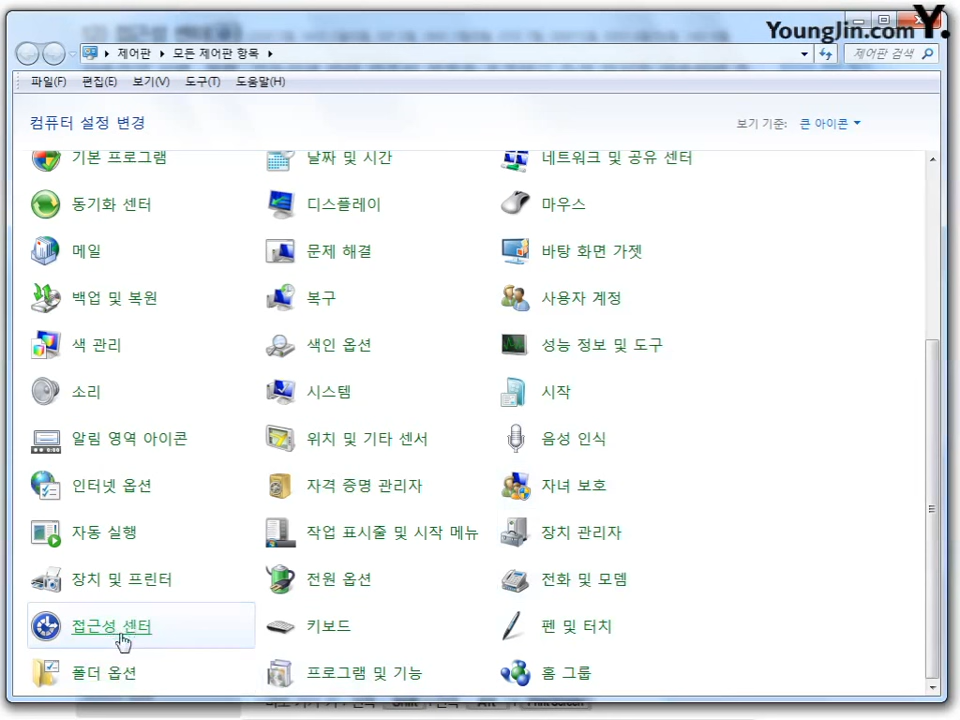 YoungJin.com Y.
제어판 모든 제어판 항목
제어판 검색
파일(F) 편집(E) 보기(V) 도구(T) 도움말(H)
컴퓨터 설정 변경
보기 기준: 큰 아이콘
기본 프로그램 날짜 및 시간 네트워크 및 공유 센터
동기화 센터 디스플레이 마우스
메일 문제 해결 바탕 화면 가젯
백업 및 복원 복구 사용자 계정
색 관리 색인 옵션 성능 정보 및 도구
소리 시스템 시작
알림 영역 아이콘 위치 및 기타 센서 음성 인식
인터넷 옵션 자격 증명 관리자 자녀 보호
자동 실행 작업 표시줄 및 시작 메뉴 장치 관리자
장치 및 프린터 전원 옵션 전화 및 모뎀
접근성 센터 키보드 펜 및 터치
폴더 옵션 프로그램 및 기능 홈 그룹